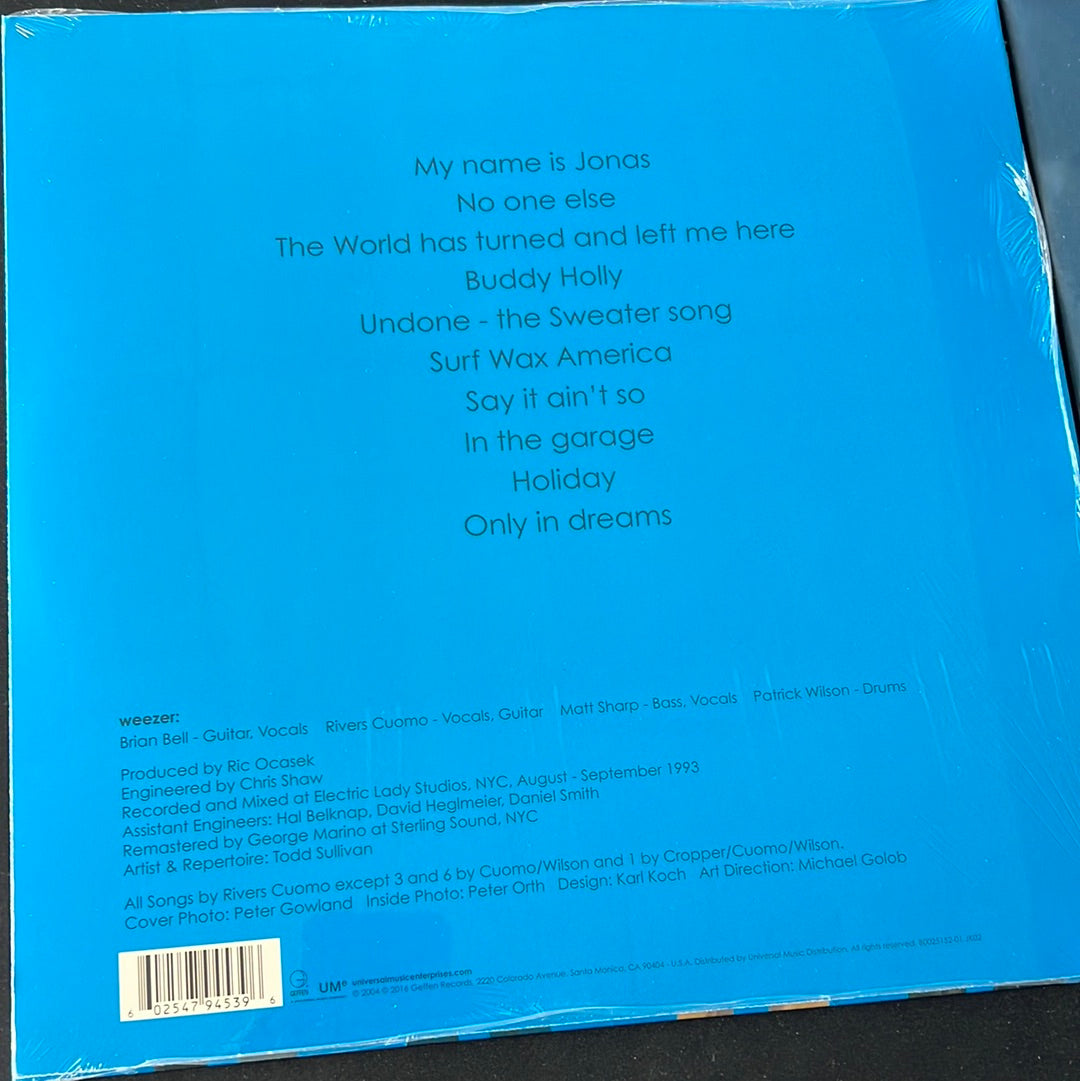 My name is Jonas
No one else
The World has turned and left me here
Buddy Holly
Undone - the Sweater song
Surf Wax America
Say it ain't so
In the garage
Holiday
Only in dreams
weezer:
Brian Bell - Guitar, Vocals Rivers Cuomo - Vocals, Guitar Matt Sharp - Bass, Vocals Patrick Wilson - Drums
Produced by Ric Ocasek
Engineered by Chris Shaw
Recorded and Mixed at Electric Lady Studios, NYC, August - September 1993
Assistant Engineers: Hal Belknap, David Heglmeier, Daniel Smith
Remastered by George Marino at Sterling Sound, NYC
Artist & Repertoire: Todd Sullivan
All Songs by Rivers Cuomo except 3 and 6 by Cuomo/Wilson and 1 by Cropper/Cuomo/Wilson.
Cover Photo: Peter Gowland Inside Photo: Peter Orth Design: Karl Koch Art Direction: Michael Golob
6 02547 94539 6
GEFFEN
UMe universalmusicenterprises.com
© 2004 © 2016 Geffen Records, 2220 Colorado Avenue, Santa Monica, CA 90404 - U.S.A. Distributed by Universal Music Distribution. All rights reserved. B0025152-01 JK02